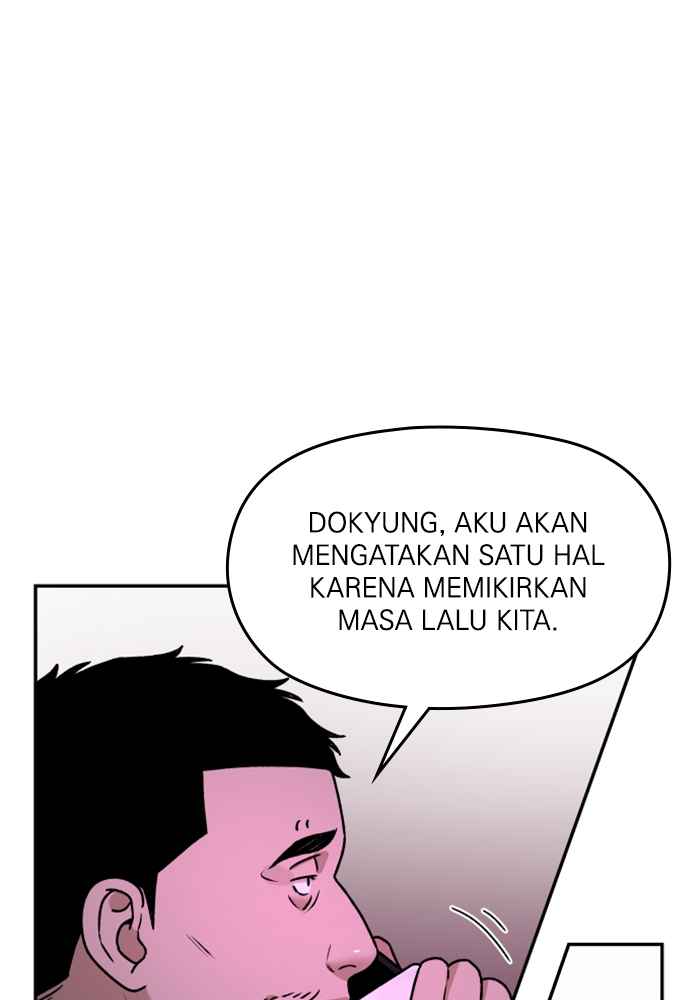 DOKYUNG, AKU AKAN
MENGATAKAN SATU HAL
KARENA MEMIKIRKAN
MASA LALU KITA.